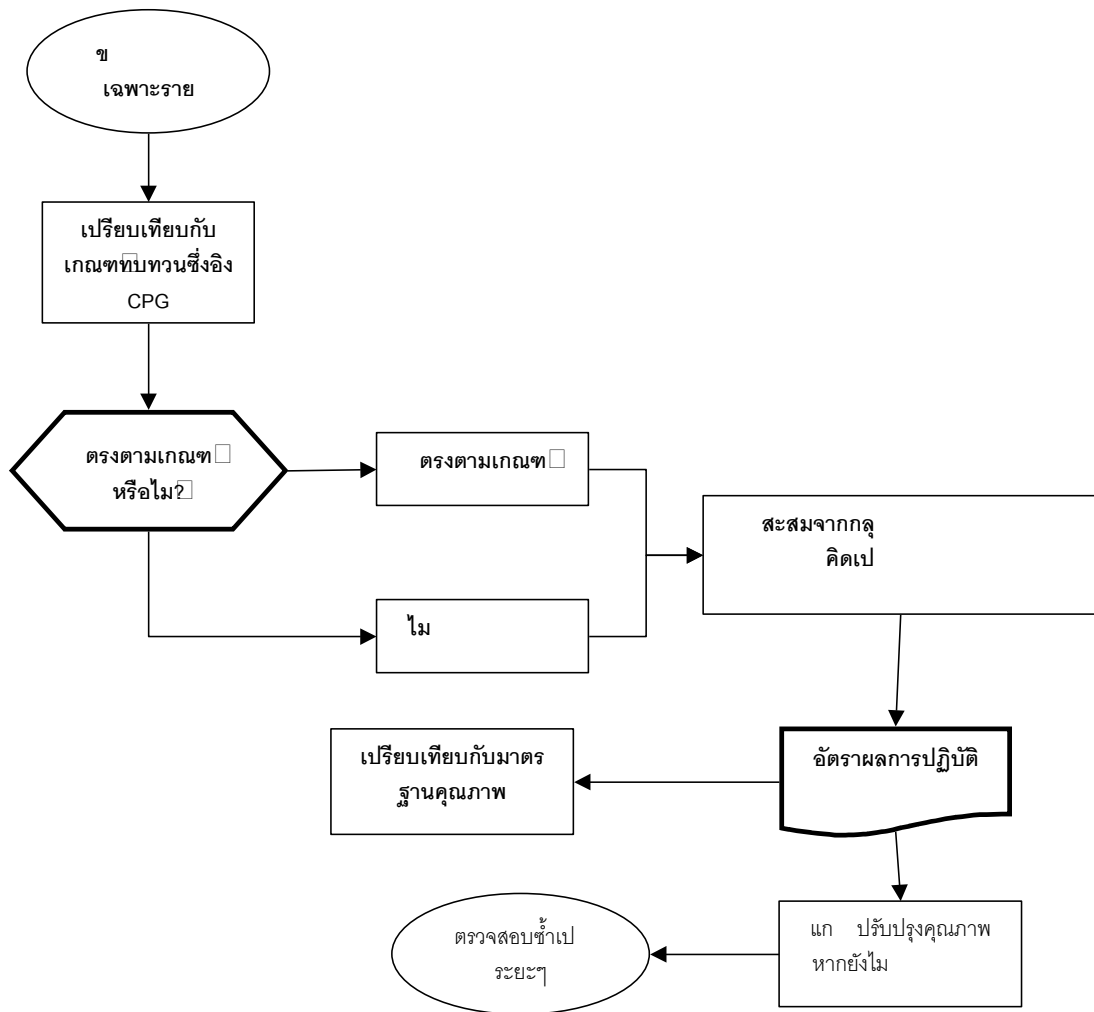 ข
เฉพาะราย
เปรียบเทียบกับ
เกณฑทบทวนซึ่งอิง
CPG
ตรงตามเกณฑ
หรือไม?
ตรงตามเกณฑ
ไม
สะสมจากกลุ
คิดเป
เปรียบเทียบกับมาตร
ฐานคุณภาพ
อัตราผลการปฏิบัติ
แก ปรับปรุงคุณภาพ
หากยังไม
ตรวจสอบซ้ำเป
ระยะๆ